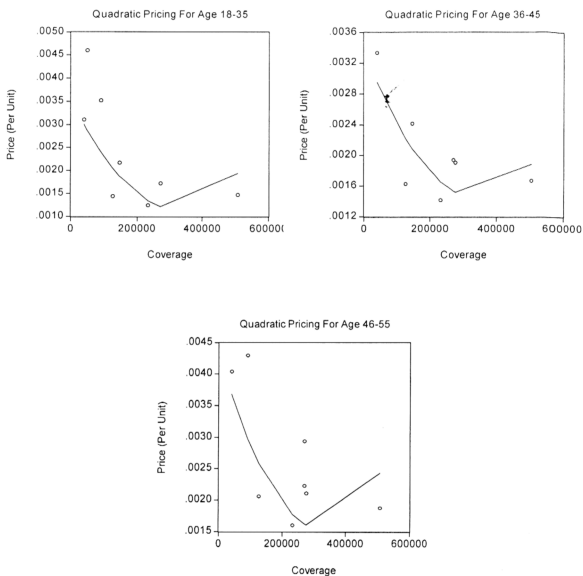 Quadratic Pricing For Age 18-35
.0050
.0045
.0040
.0035
.0030
.0025
.0020
.0015
.0010
Price (Per Unit)
0 200000 400000 60000
Coverage
Quadratic Pricing For Age 36-45
.0036
.0032
.0028
.0024
.0020
.0016
.0012
Price (Per Unit)
0 200000 400000 600000
Coverage
Quadratic Pricing For Age 46-55
.0045
.0040
.0035
.0030
.0025
.0020
.0015
Price (Per Unit)
0 200000 400000 600000
Coverage